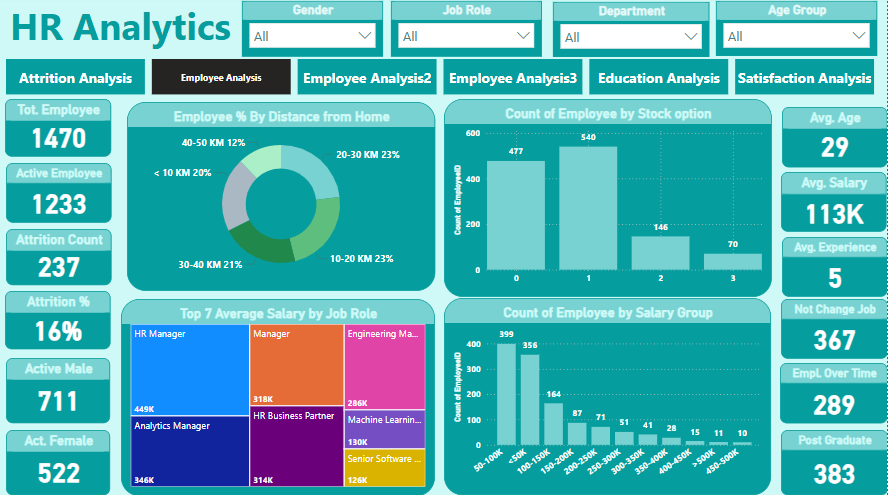 HR Analytics
Gender
All
Job Role
All
Department
All
Age Group
All
Attrition Analysis
Employee Analysis
Employee Analysis2
Employee Analysis3
Education Analysis
Satisfaction Analysis
Tot. Employee
1470
Active Employee
1233
Attrition Count
237
Attrition %
16%
Active Male
711
Act. Female
522
Employee % By Distance from Home
40-50 KM 12%
20-30 KM 23%
< 10 KM 20%
30-40 KM 21%
10-20 KM 23%
Count of Employee by Stock option
Count of EmployeeID
600
400
200
0
477
540
146
70
0
1
2
3
Top 7 Average Salary by Job Role
HR Manager
449K
Analytics Manager
346K
Manager
318K
HR Business Partner
314K
Engineering Ma...
286K
Machine Learnin...
130K
Senior Software ...
126K
Count of Employee by Salary Group
Count of EmployeeID
400
300
200
100
0
399
356
164
87
71
51
41
28
15
11
10
50-100K
<50K
100-150K
150-200K
200-250K
250-300K
300-350K
350-400K
400-450K
>500K
450-500K
Avg. Age
29
Avg. Salary
113K
Avg. Experience
5
Not Change Job
367
Empl. Over Time
289
Post Graduate
383